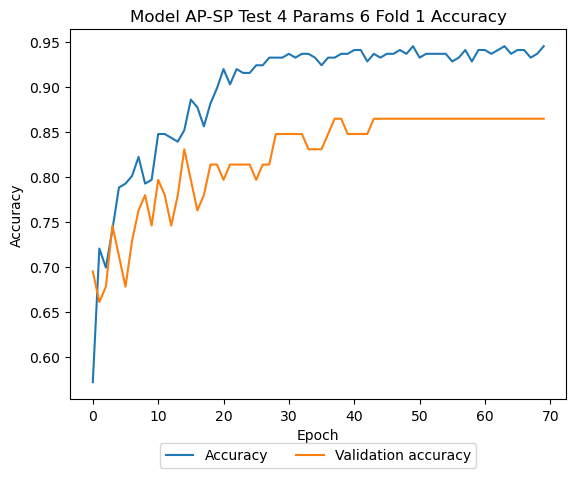 Model AP-SP Test 4 Params 6 Fold 1 Accuracy
0.95
0.90
0.85
0.80
0.75
0.70
0.65
0.60
Accuracy
0 10 20 30 40 50 60 70
Epoch
Accuracy Validation accuracy